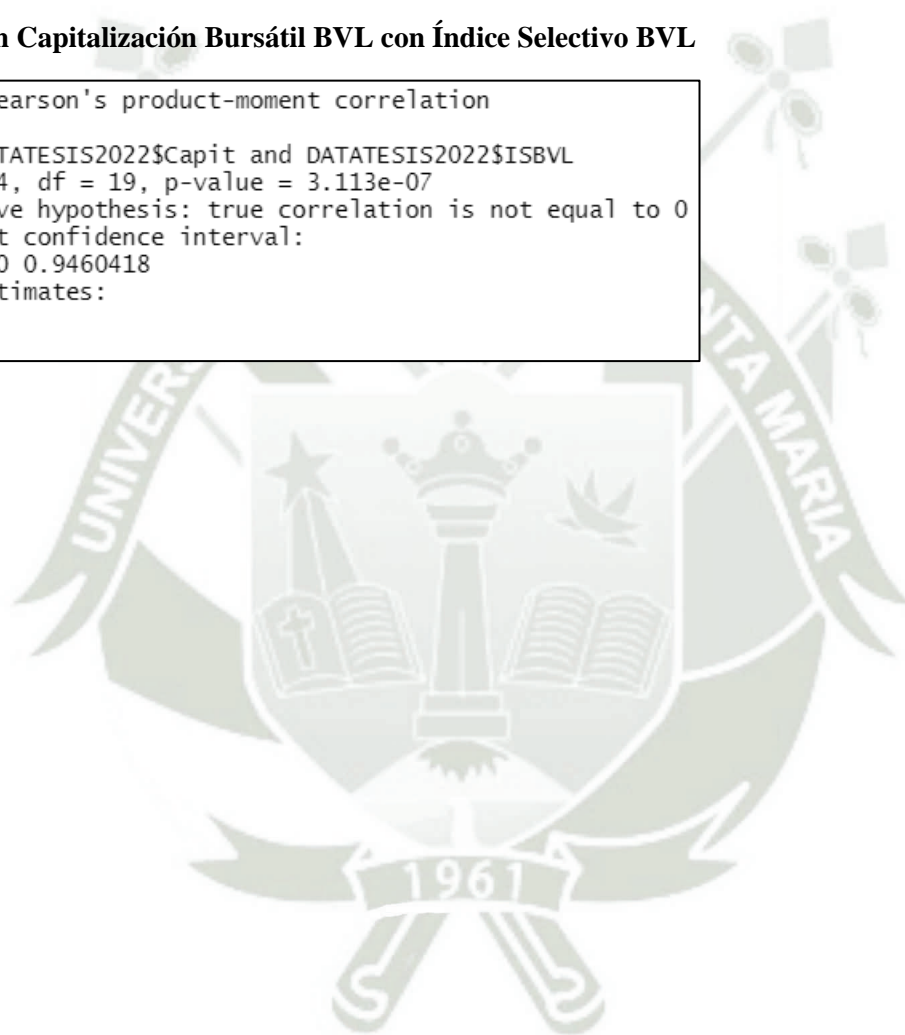 n Capitalización Bursátil BVL con Índice Selectivo BVL
earson's product-moment correlation
TATESIS2022$Capit and DATATESIS2022$ISBVL
4, df = 19, p-value = 3.113e-07
ve hypothesis: true correlation is not equal to 0
t confidence interval:
0 0.9460418
timates:
UNIVERS
TA MARIA
1961